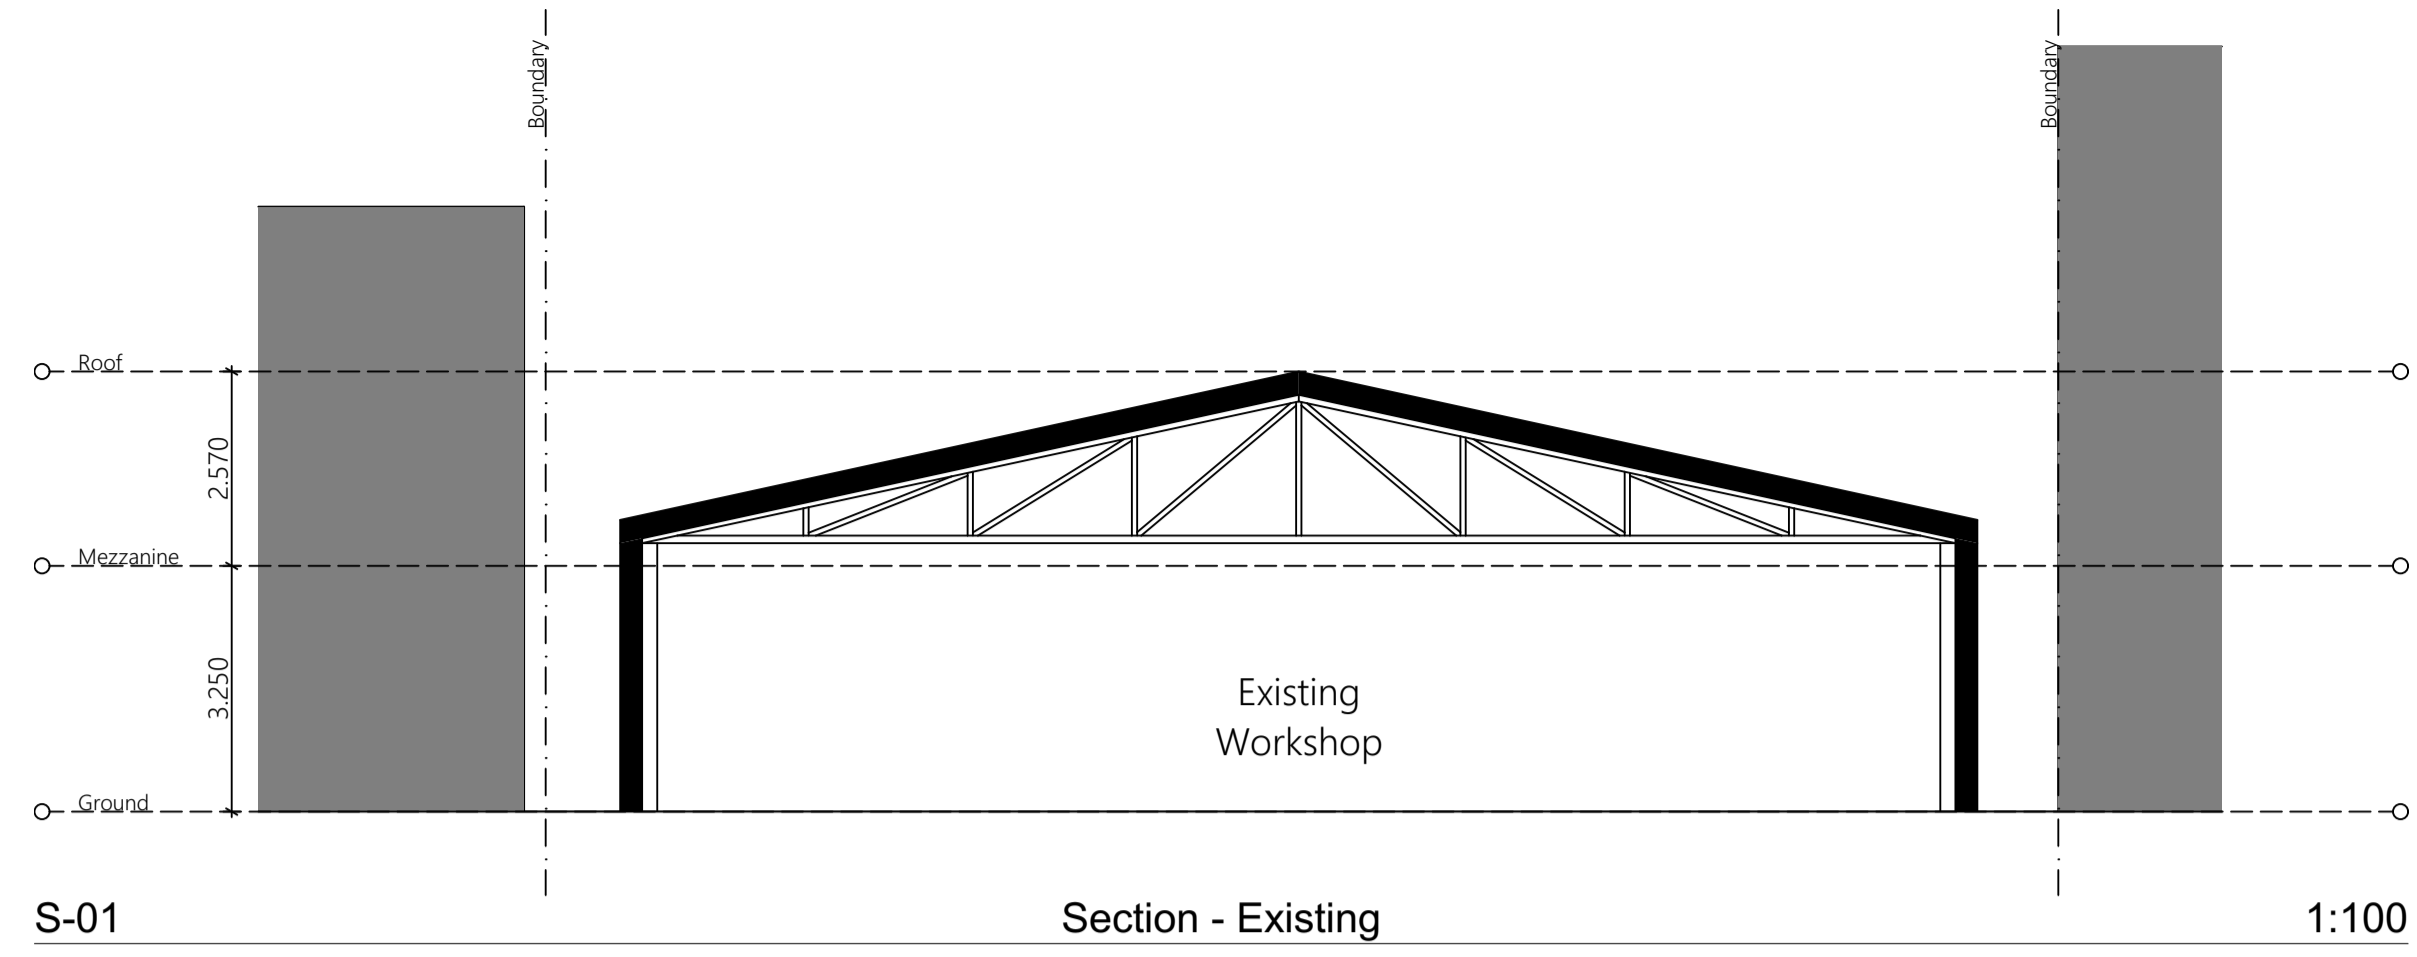 Boundary
Boundary
Roof
2.570
Mezzanine
3.250
Existing
Workshop
Ground
S-01
Section - Existing
1:100